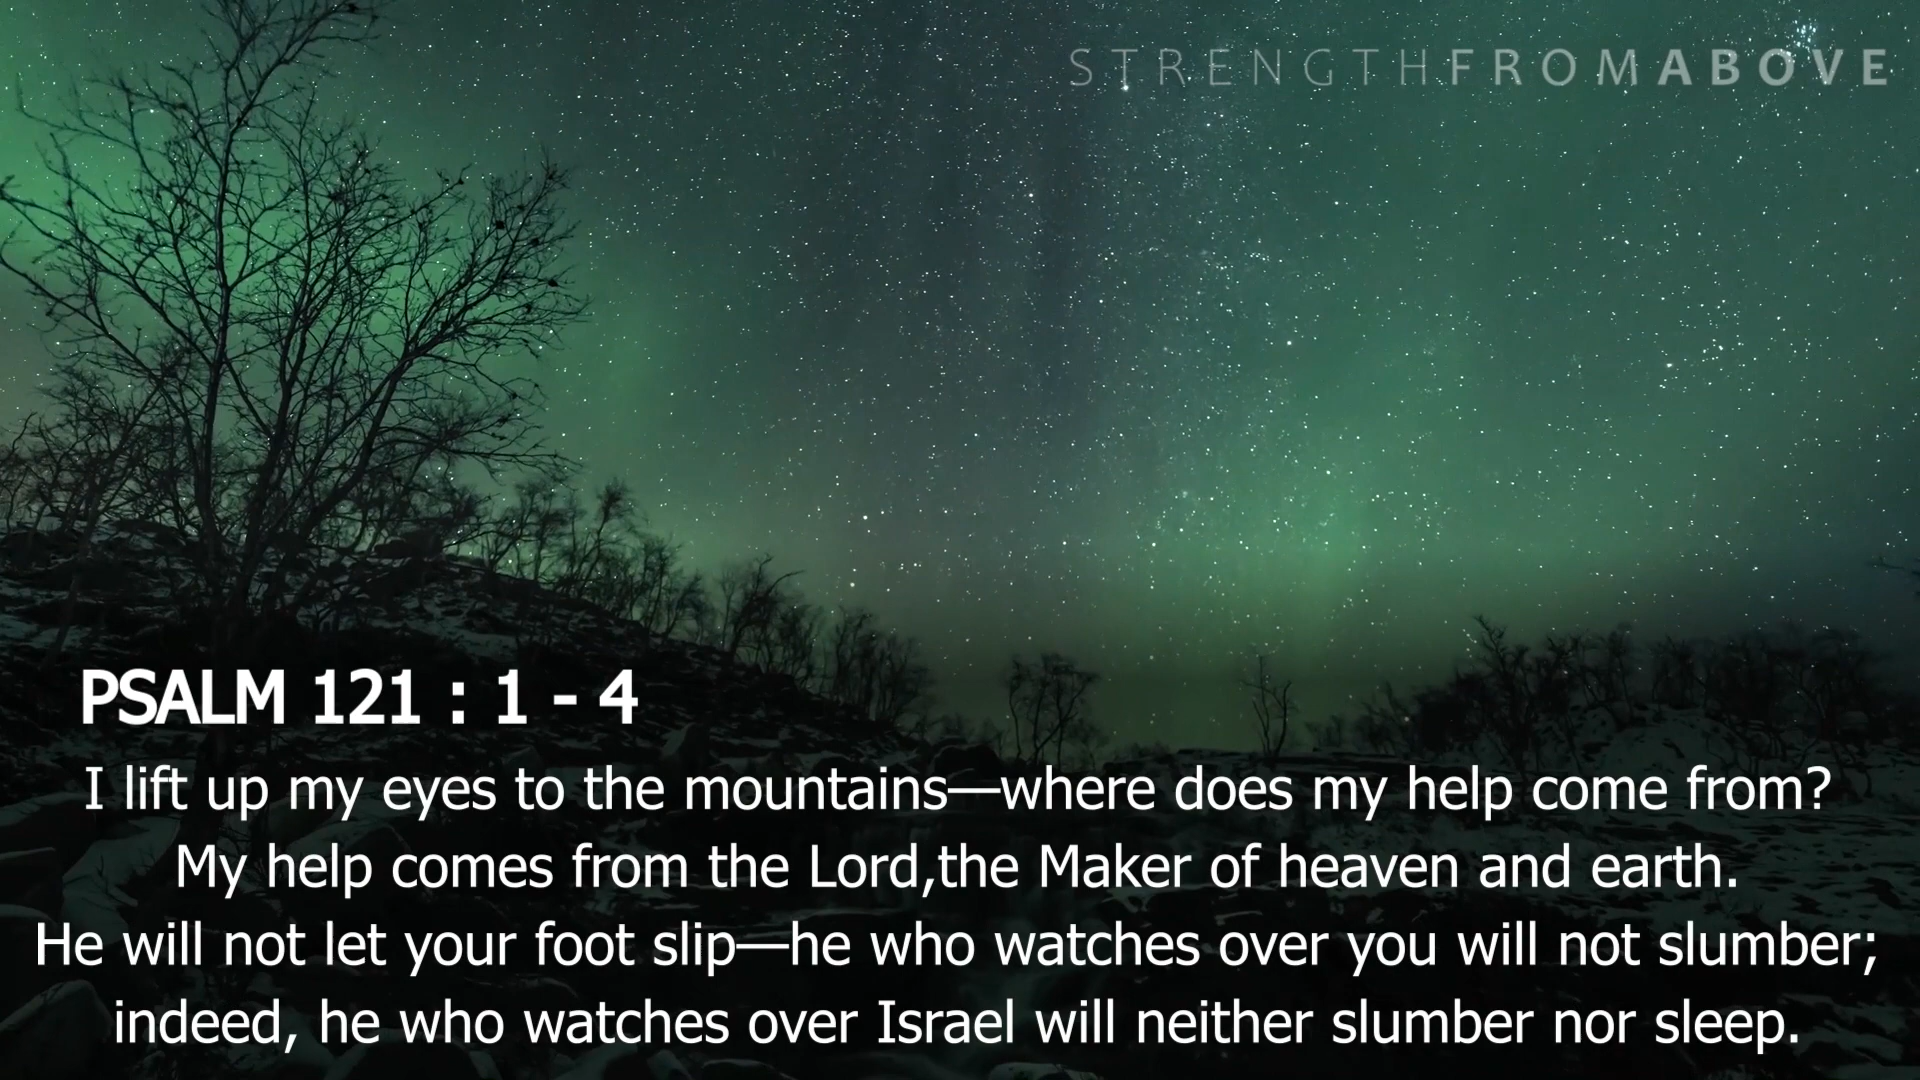 STRENGTHFROMABOVE
PSALM 121 : 1 - 4
I lift up my eyes to the mountains—where does my help come from?
My help comes from the Lord,the Maker of heaven and earth.
He will not let your foot slip—he who watches over you will not slumber;
indeed, he who watches over Israel will neither slumber nor sleep.